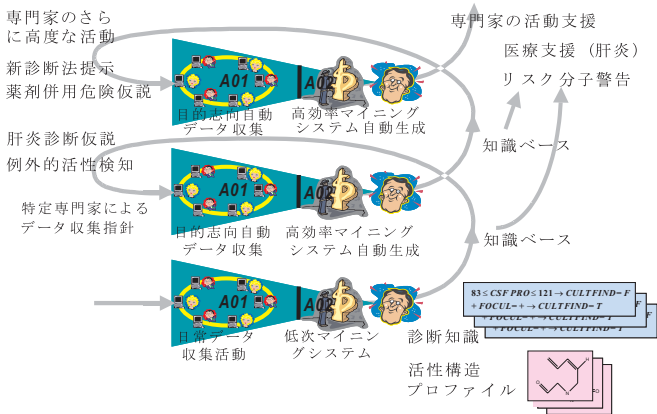 専門家のさら
に高度な活動
専門家の活動支援
医療支援（肝炎）
リスク分子警告
新診断法提示
薬剤併用危険仮説
A01
A02
目的志向自動
データ収集
高効率マイニング
システム自動生成
知識ベース
肝炎診断仮説
例外的活性検知
A01
A02
特定専門家による
データ収集指針
目的志向自動
データ収集
高効率マイニング
システム自動生成
知識ベース
A01
A02
日常データ
収集活動
低次マイニン
グシステム
診断知識
83≤CSF PRO≤121→CULTFIND=F
+FOCUL=+→CULTFIND=T
F
+FOCUL=+→CULTFIND=T
F
+FOCUL=+→CULTFIND=T
活性構造
プロファイル
H
O
N
O